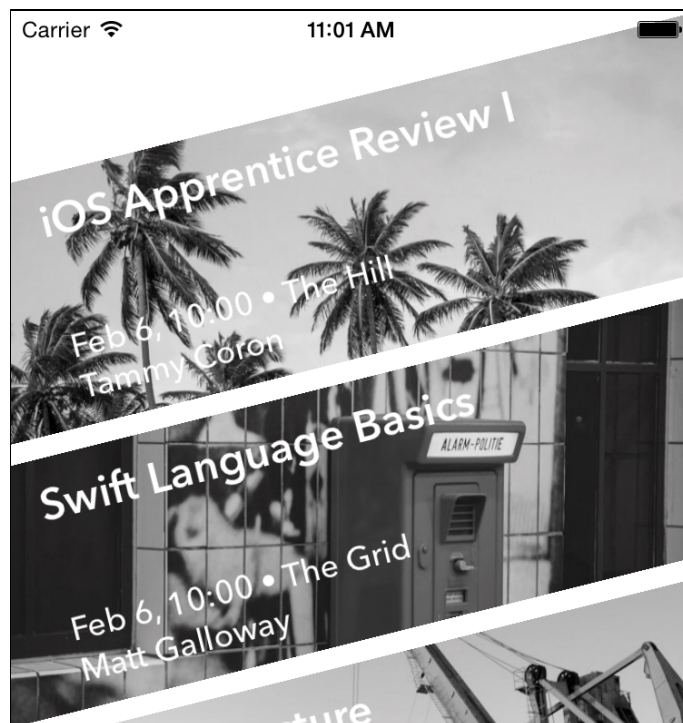 Carrier 11:01 AM
iOS Apprentice Review I
Feb 6, 10:00 • The Hill
Tammy Coron
Swift Language Basics
ALARM-POLITIE
Feb 6, 10:00 • The Grid
Matt Galloway